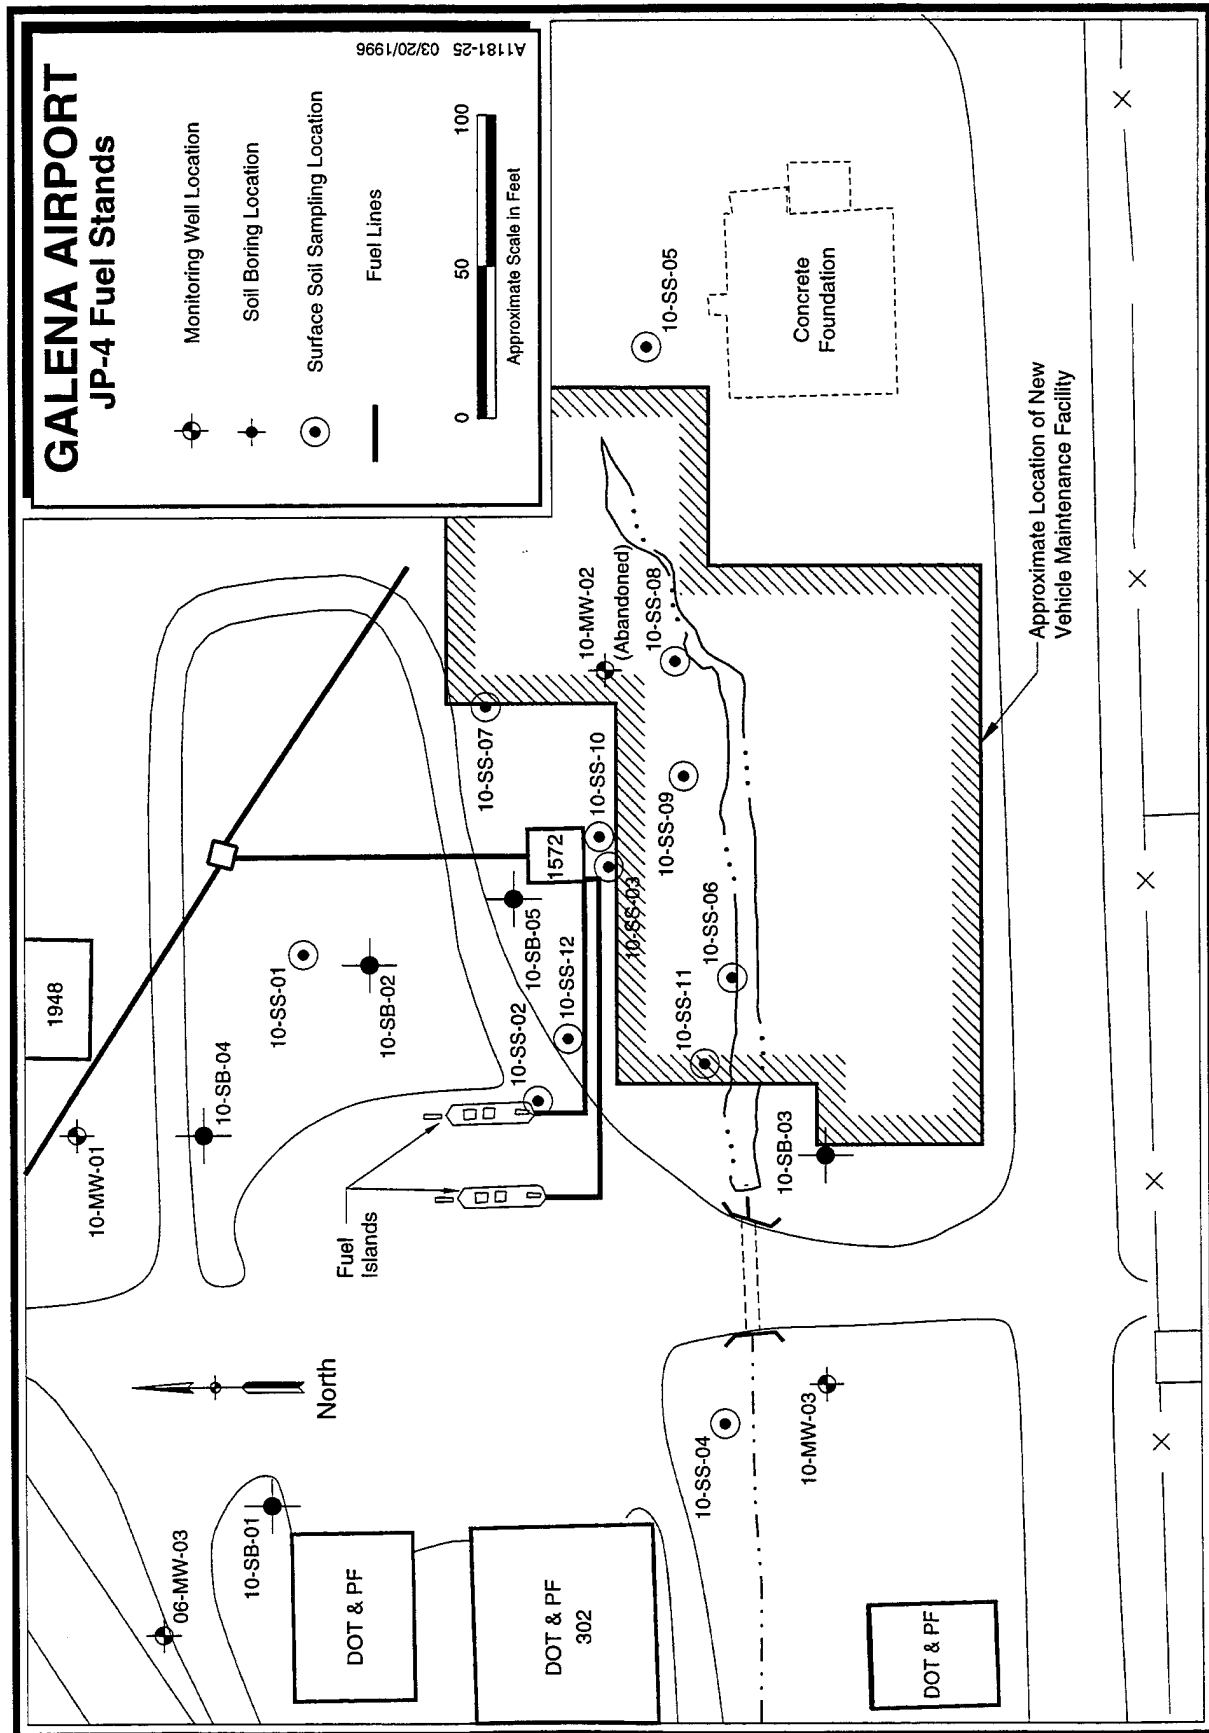 GALENA AIRPORT
JP-4 Fuel Stands
Monitoring Well Location
Soil Boring Location
Surface Soil Sampling Location
Fuel Lines
0 50 100
Approximate Scale in Feet
A1181-25 03/20/1996
1948
10-MW-01
10-SB-04
10-SS-01
10-SB-02
06-MW-03
10-SB-01
North
Fuel
Islands
10-SS-02
10-SB-05
10-SS-12
1572
10-SS-07
10-SS-10
10-SS-03
10-MW-02
(Abandoned)
10-SS-08
10-SS-09
10-SS-06
10-SS-11
10-SS-05
10-SB-03
10-SS-04
10-MW-03
DOT & PF
DOT & PF
302
DOT & PF
Concrete
Foundation
Approximate Location of New
Vehicle Maintenance Facility